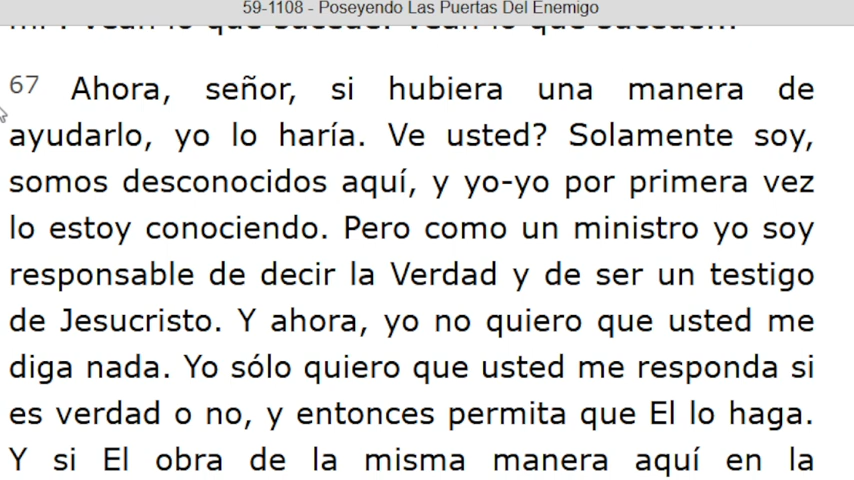 59-1108 - Poseyendo Las Puertas Del Enemigo
67 Ahora, señor, si hubiera una manera de
ayudarlo, yo lo haría. Ve usted? Solamente soy,
somos desconocidos aquí, y yo-yo por primera vez
lo estoy conociendo. Pero como un ministro yo soy
responsable de decir la Verdad y de ser un testigo
de Jesucristo. Y ahora, yo no quiero que usted me
diga nada. Yo sólo quiero que usted me responda si
es verdad o no, y entonces permita que El lo haga.
Y si El obra de la misma manera aquí en la